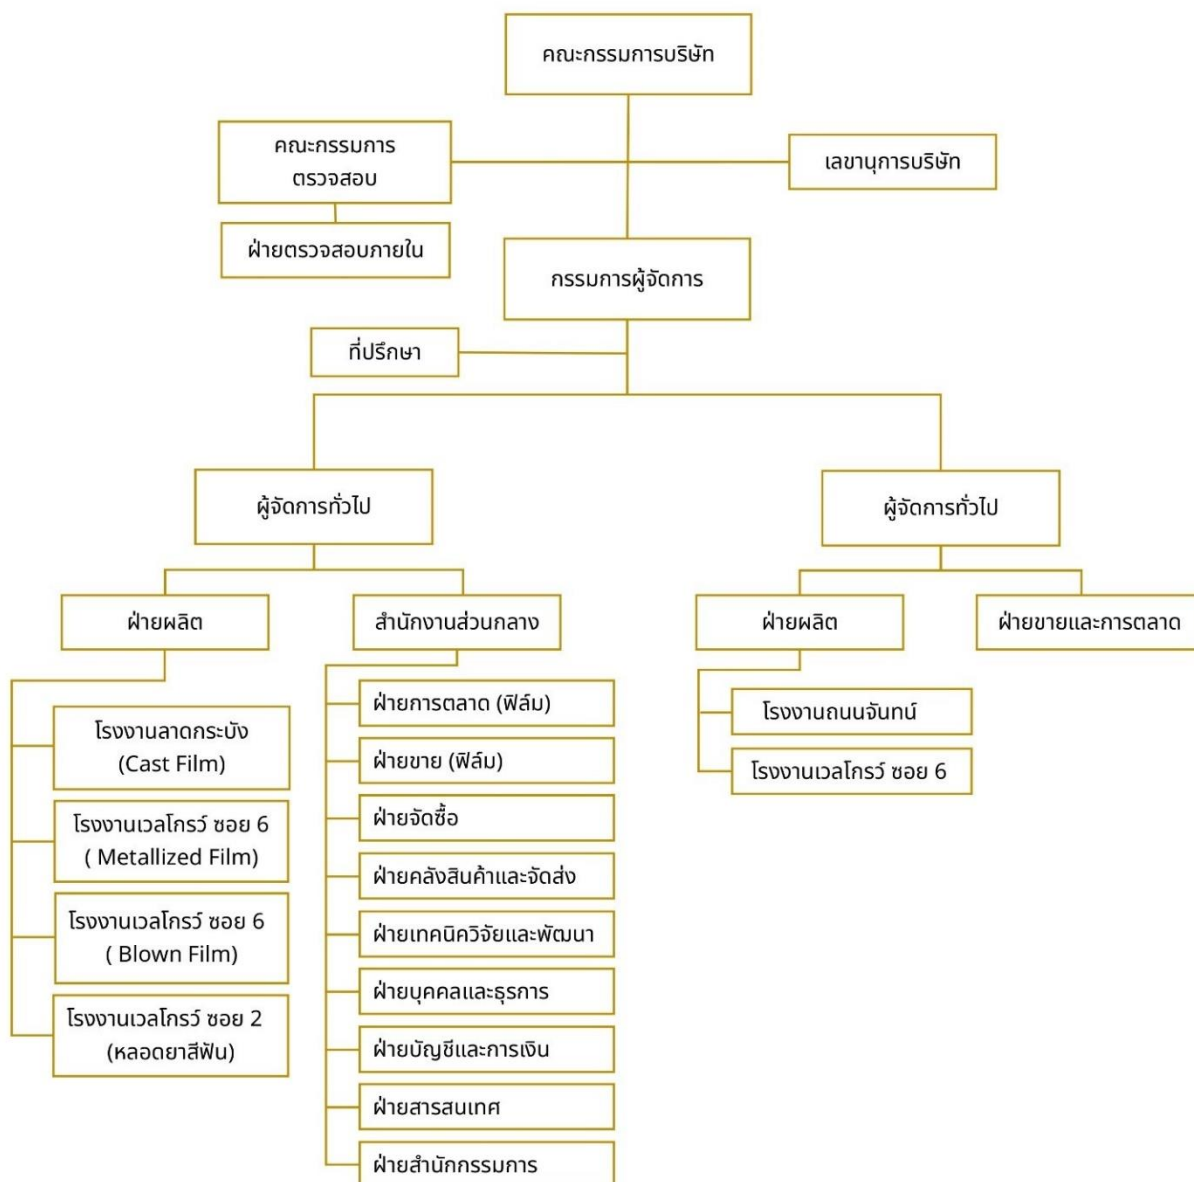 คณะกรรมการบริษัท
คณะกรรมการ
ตรวจสอบ
เลขานุการบริษัท
ฝ่ายตรวจสอบภายใน
กรรมการผู้จัดการ
ที่ปรึกษา
ผู้จัดการทั่วไป
ผู้จัดการทั่วไป
ฝ่ายผลิต
สำนักงานส่วนกลาง
ฝ่ายผลิต
ฝ่ายขายและการตลาด
โรงงานลาดกระบัง
(Cast Film)
โรงงานเวลโกรว์ ซอย 6
( Metallized Film)
โรงงานเวลโกรว์ ซอย 6
( Blown Film)
โรงงานเวลโกรว์ ซอย 2
(หลอดยาสีฟัน)
ฝ่ายการตลาด (ฟิล์ม)
ฝ่ายขาย (ฟิล์ม)
ฝ่ายจัดซื้อ
ฝ่ายคลังสินค้าและจัดส่ง
ฝ่ายเทคนิควิจัยและพัฒนา
ฝ่ายบุคคลและธุรการ
ฝ่ายบัญชีและการเงิน
ฝ่ายสารสนเทศ
ฝ่ายสำนักกรรมการ
โรงงานถนนจันทน์
โรงงานเวลโกรว์ ซอย 6